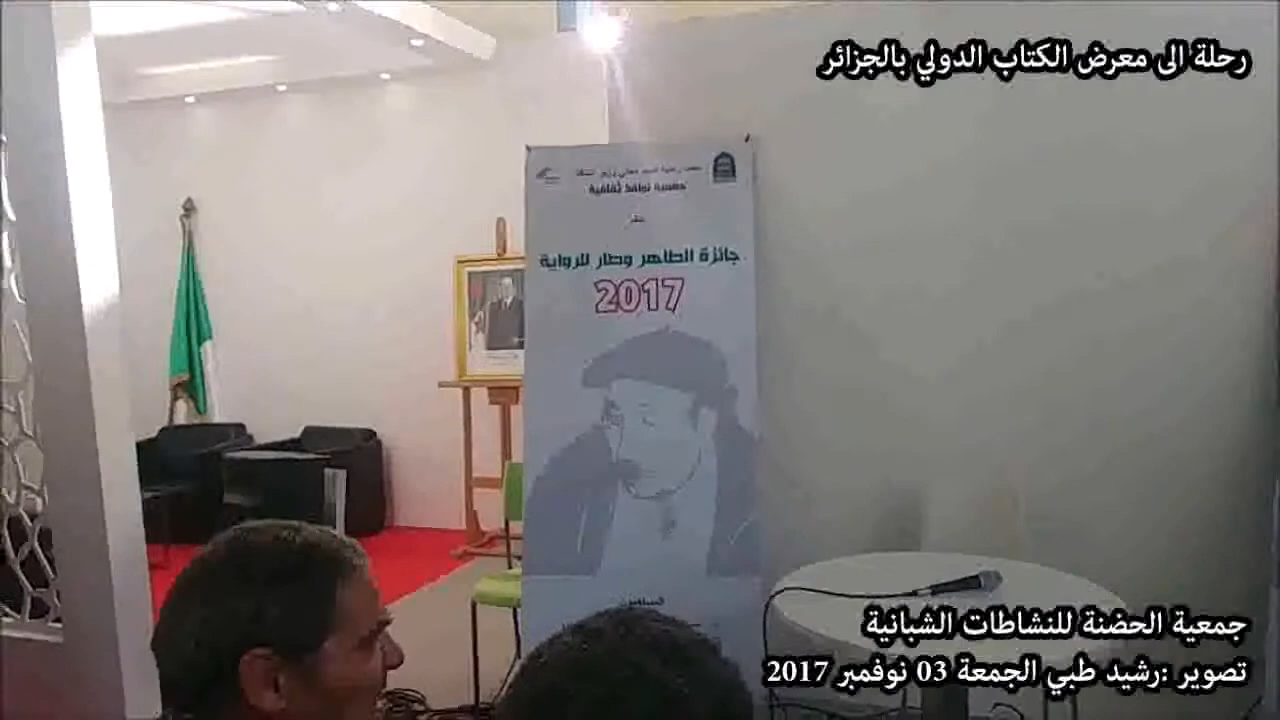 رحلة الى معرض الكتاب الدولي بالجزائر
جمعية نوافذ ثقافية
جائزة الطاهر وطار للرواية
2017
جمعية الحضنة للنشاطات الشبانية
تصوير :رشيد طبي الجمعة 03 نوفمبر 2017